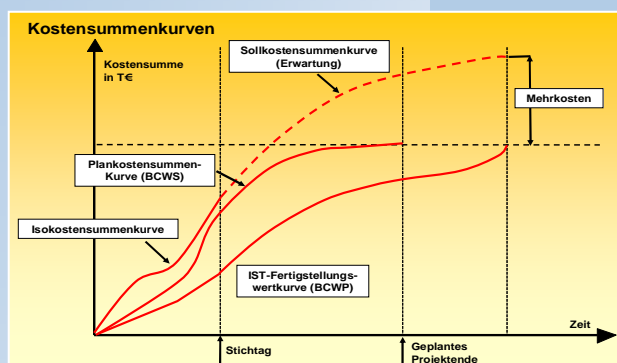 Kostensummenkurven
Kostensumme
in T€
Sollkostensummenkurve
(Erwartung)
Mehrkosten
Plankostensummen-
Kurve (BCWS)
Isokostensummenkurve
IST-Fertigstellungs-
wertkurve (BCWP)
Zeit
Stichtag
Geplantes
Projektende